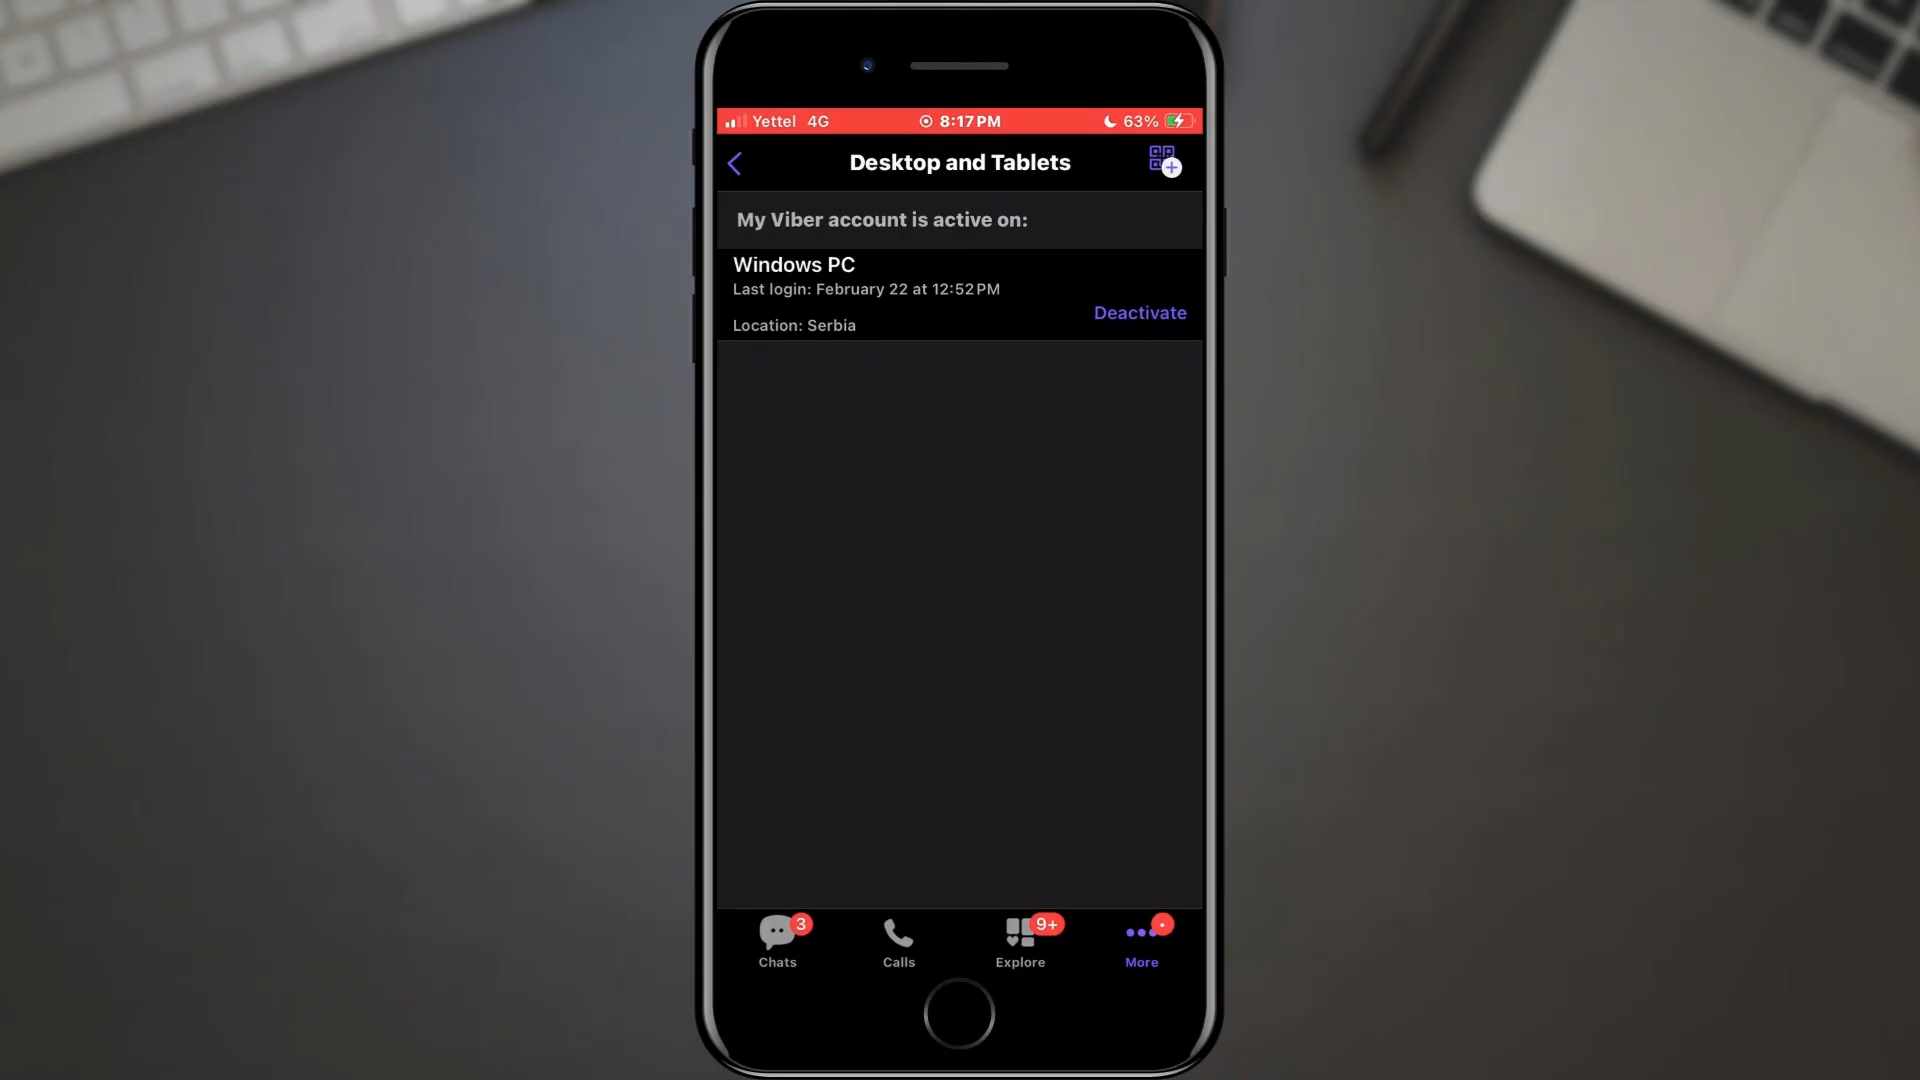 Yettel 4G 8:17 PM 63%
Desktop and Tablets
My Viber account is active on:
Windows PC
Last login: February 22 at 12:52 PM
Deactivate
Location: Serbia
3 9+
Chats Calls Explore More